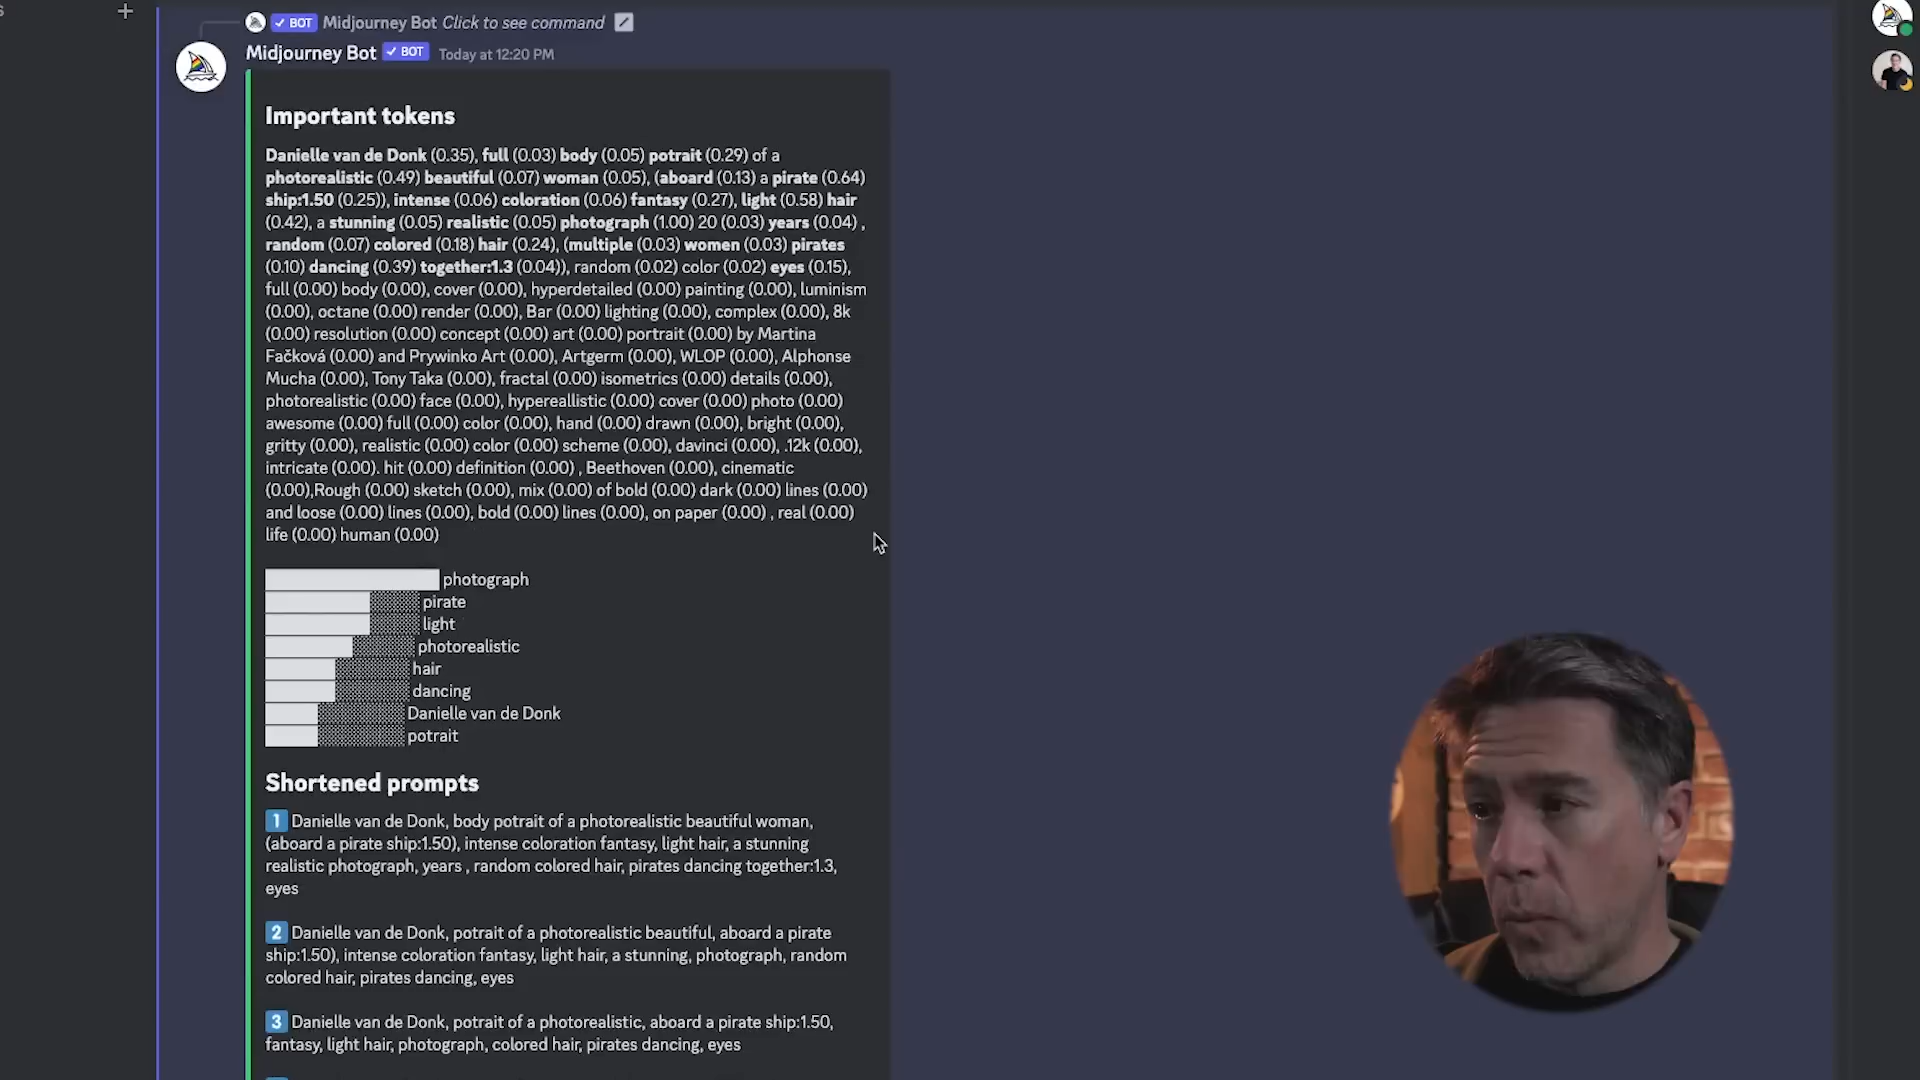 BOT Midjourney Bot Click to see command
Midjourney Bot BOT Today at 12:20 PM
Important tokens
Danielle van de Donk (0.35), full (0.03) body (0.05) potrait (0.29) of a
photorealistic (0.49) beautiful (0.07) woman (0.05), (aboard (0.13) a pirate (0.64)
ship:1.50 (0.25)), intense (0.06) coloration (0.06) fantasy (0.27), light (0.58) hair
(0.42), a stunning (0.05) realistic (0.05) photograph (1.00) 20 (0.03) years (0.04) ,
random (0.07) colored (0.18) hair (0.24), (multiple (0.03) women (0.03) pirates
(0.10) dancing (0.39) together:1.3 (0.04)), random (0.02) color (0.02) eyes (0.15),
full (0.00) body (0.00), cover (0.00), hyperdetailed (0.00) painting (0.00), luminism
(0.00), octane (0.00) render (0.00), Bar (0.00) lighting (0.00), complex (0.00), 8k
(0.00) resolution (0.00) concept (0.00) art (0.00) portrait (0.00) by Martina
Fačková (0.00) and Prywinko Art (0.00), Artgerm (0.00), WLOP (0.00), Alphonse
Mucha (0.00), Tony Taka (0.00), fractal (0.00) isometrics (0.00) details (0.00),
photorealistic (0.00) face (0.00), hypereallistic (0.00) cover (0.00) photo (0.00)
awesome (0.00) full (0.00) color (0.00), hand (0.00) drawn (0.00), bright (0.00),
gritty (0.00), realistic (0.00) color (0.00) scheme (0.00), davinci (0.00), .12k (0.00),
intricate (0.00). hit (0.00) definition (0.00) , Beethoven (0.00), cinematic
(0.00),Rough (0.00) sketch (0.00), mix (0.00) of bold (0.00) dark (0.00) lines (0.00)
and loose (0.00) lines (0.00), bold (0.00) lines (0.00), on paper (0.00) , real (0.00)
life (0.00) human (0.00)
photograph
pirate
light
photorealistic
hair
dancing
Danielle van de Donk
potrait
Shortened prompts
1 Danielle van de Donk, body potrait of a photorealistic beautiful woman,
(aboard a pirate ship:1.50), intense coloration fantasy, light hair, a stunning
realistic photograph, years , random colored hair, pirates dancing together:1.3,
eyes
2 Danielle van de Donk, potrait of a photorealistic beautiful, aboard a pirate
ship:1.50), intense coloration fantasy, light hair, a stunning, photograph, random
colored hair, pirates dancing, eyes
3 Danielle van de Donk, potrait of a photorealistic, aboard a pirate ship:1.50,
fantasy, light hair, photograph, colored hair, pirates dancing, eyes